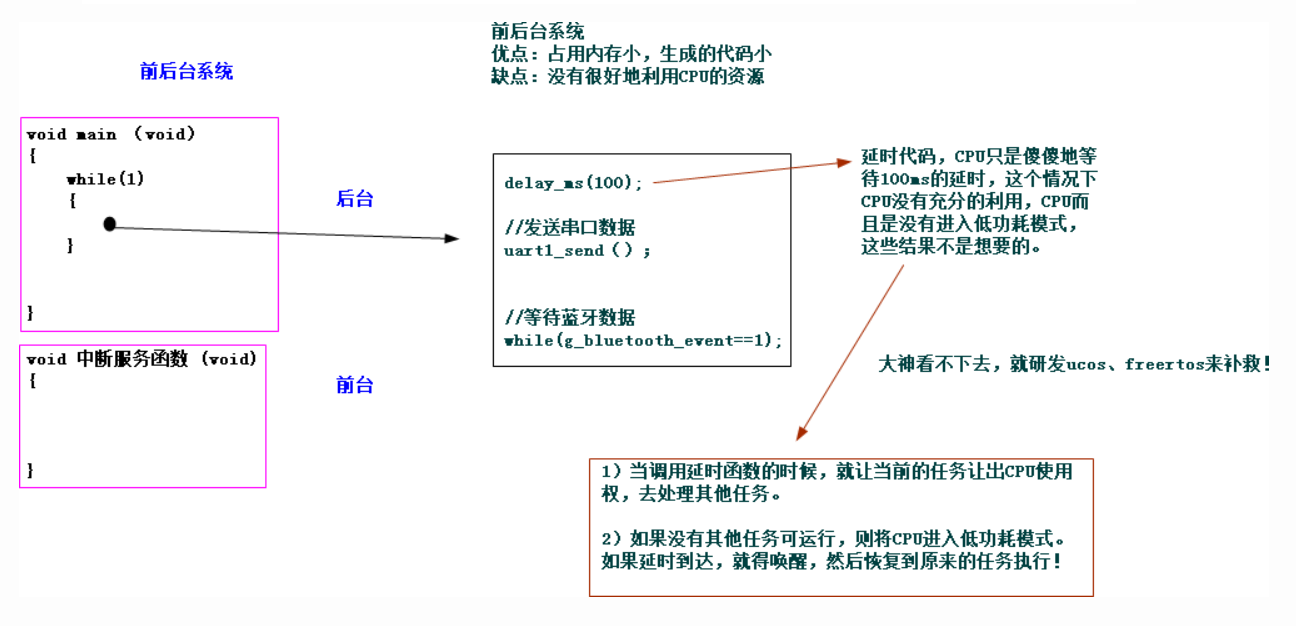 前后台系统
优点：占用内存小，生成的代码小
缺点：没有很好地利用CPU的资源
前后台系统
void main （void）
{
while(1)
{
}
}
后台
delay_ms(100);
//发送串口数据
uart1_send（）;
//等待蓝牙数据
while(g_bluetooth_event==1);
延时代码，CPU只是傻傻地等
待100ms的延时，这个情况下
CPU没有充分的利用，CPU而
且是没有进入低功耗模式，
这些结果不是想要的。
void 中断服务函数 (void)
{
}
前台
大神看不下去，就研发ucos、freertos来补救！
1）当调用延时函数的时候，就让当前的任务让出CPU使用
权，去处理其他任务。
2）如果没有其他任务可运行，则将CPU进入低功耗模式。
如果延时到达，就得唤醒，然后恢复到原来的任务执行！